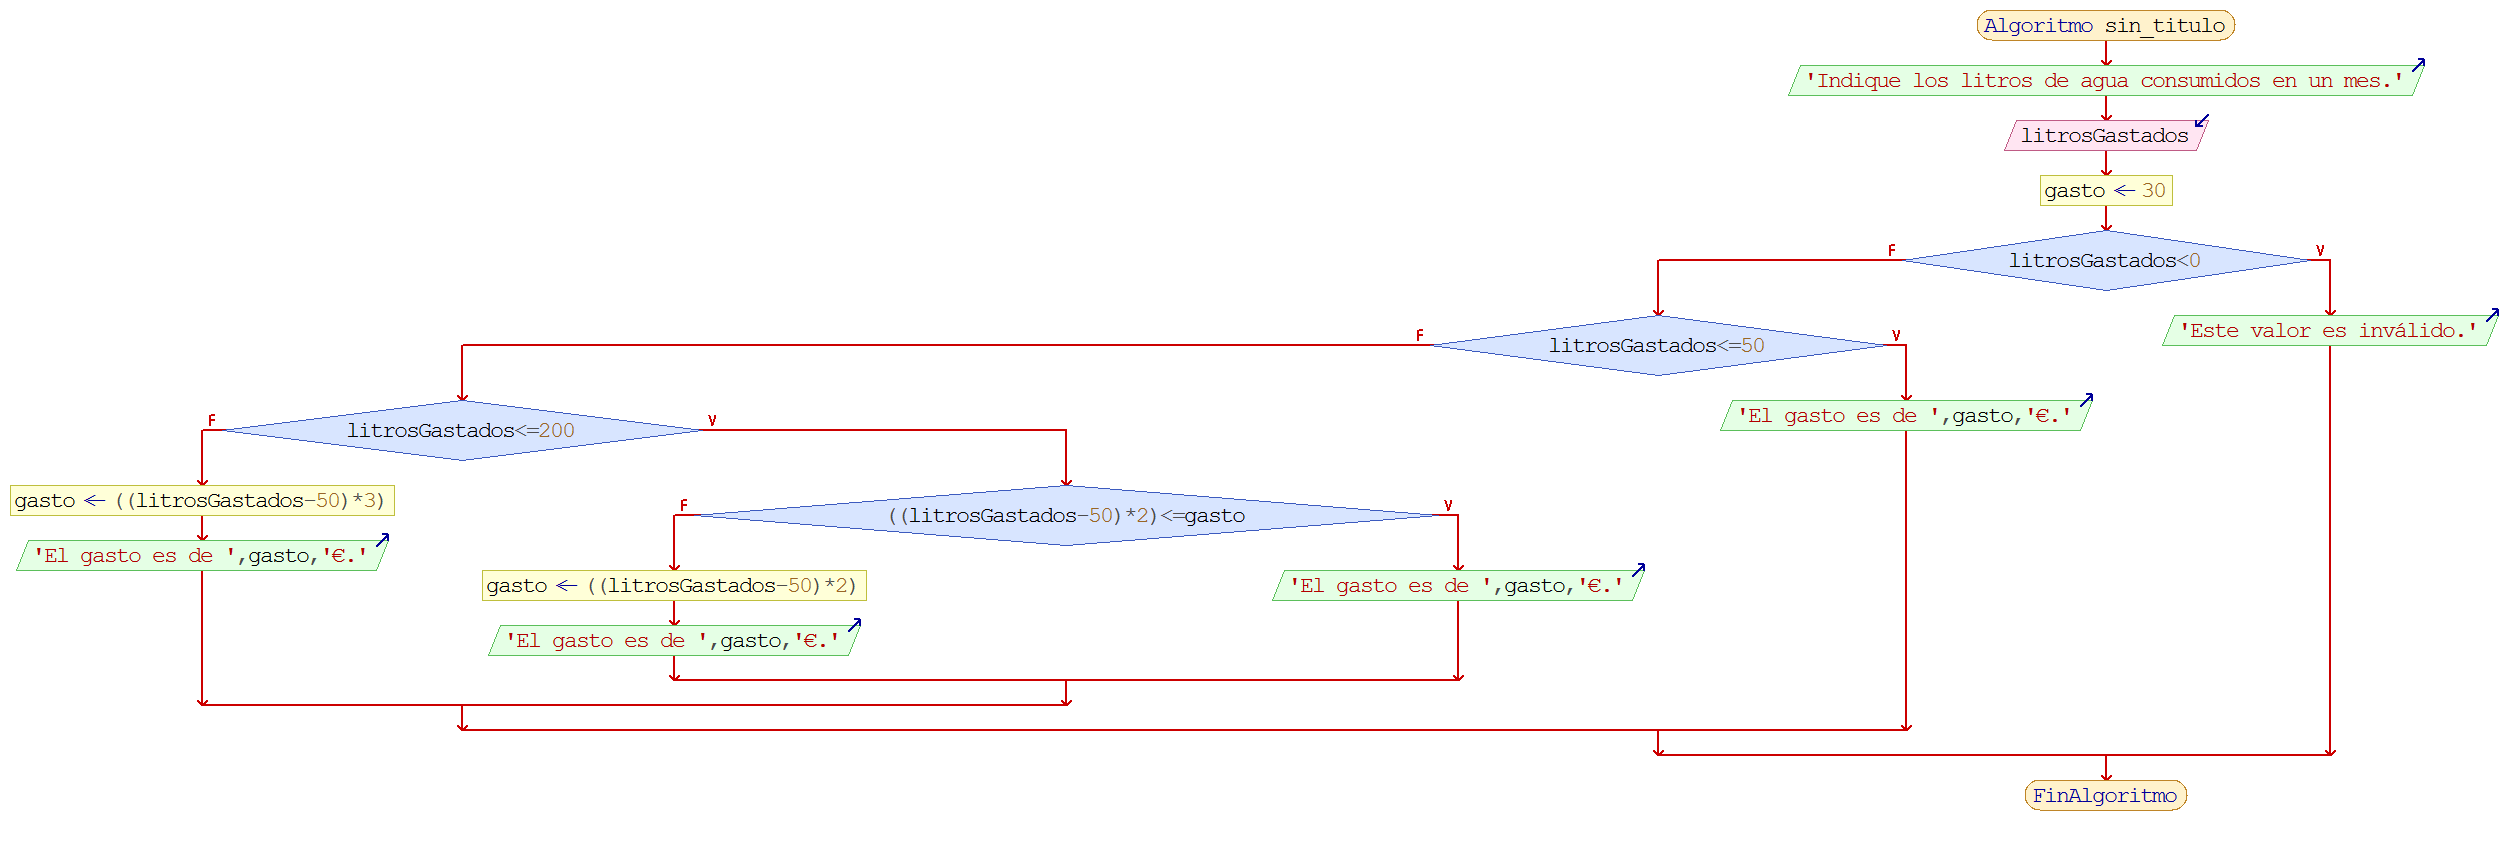 Algoritmo sin_titulo
'Indique los litros de agua consumidos en un mes.'
litrosGastados
gasto ← 30
litrosGastados<0
F
V
litrosGastados<=50
F
V
'Este valor es inválido.'
litrosGastados<=200
F
V
'El gasto es de ',gasto,'€.'
gasto ← ((litrosGastados-50)*3)
((litrosGastados-50)*2)<=gasto
F
V
'El gasto es de ',gasto,'€.'
gasto ← ((litrosGastados-50)*2)
'El gasto es de ',gasto,'€.'
'El gasto es de ',gasto,'€.'
FinAlgoritmo